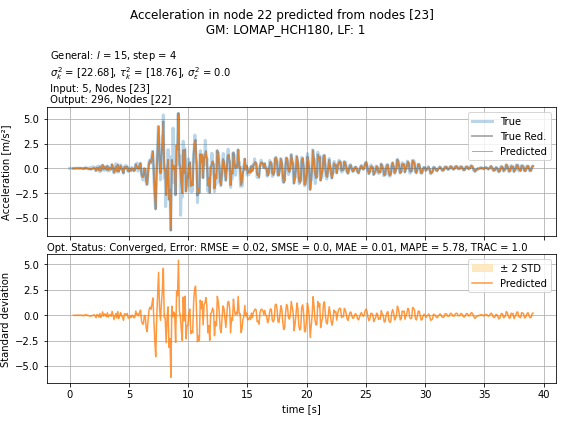 Acceleration in node 22 predicted from nodes [23]
GM: LOMAP_HCH180, LF: 1
General: l = 15, step = 4
σ²ₖ = [22.68], τ²ₖ = [18.76], σ²ε = 0.0
Input: 5, Nodes [23]
Output: 296, Nodes [22]
Acceleration [m/s²]
5.0
2.5
0.0
−2.5
−5.0
True
True Red.
Predicted
Opt. Status: Converged, Error: RMSE = 0.02, SMSE = 0.0, MAE = 0.01, MAPE = 5.78, TRAC = 1.0
Standard deviation
5.0
2.5
0.0
−2.5
−5.0
± 2 STD
Predicted
0 5 10 15 20 25 30 35 40
time [s]